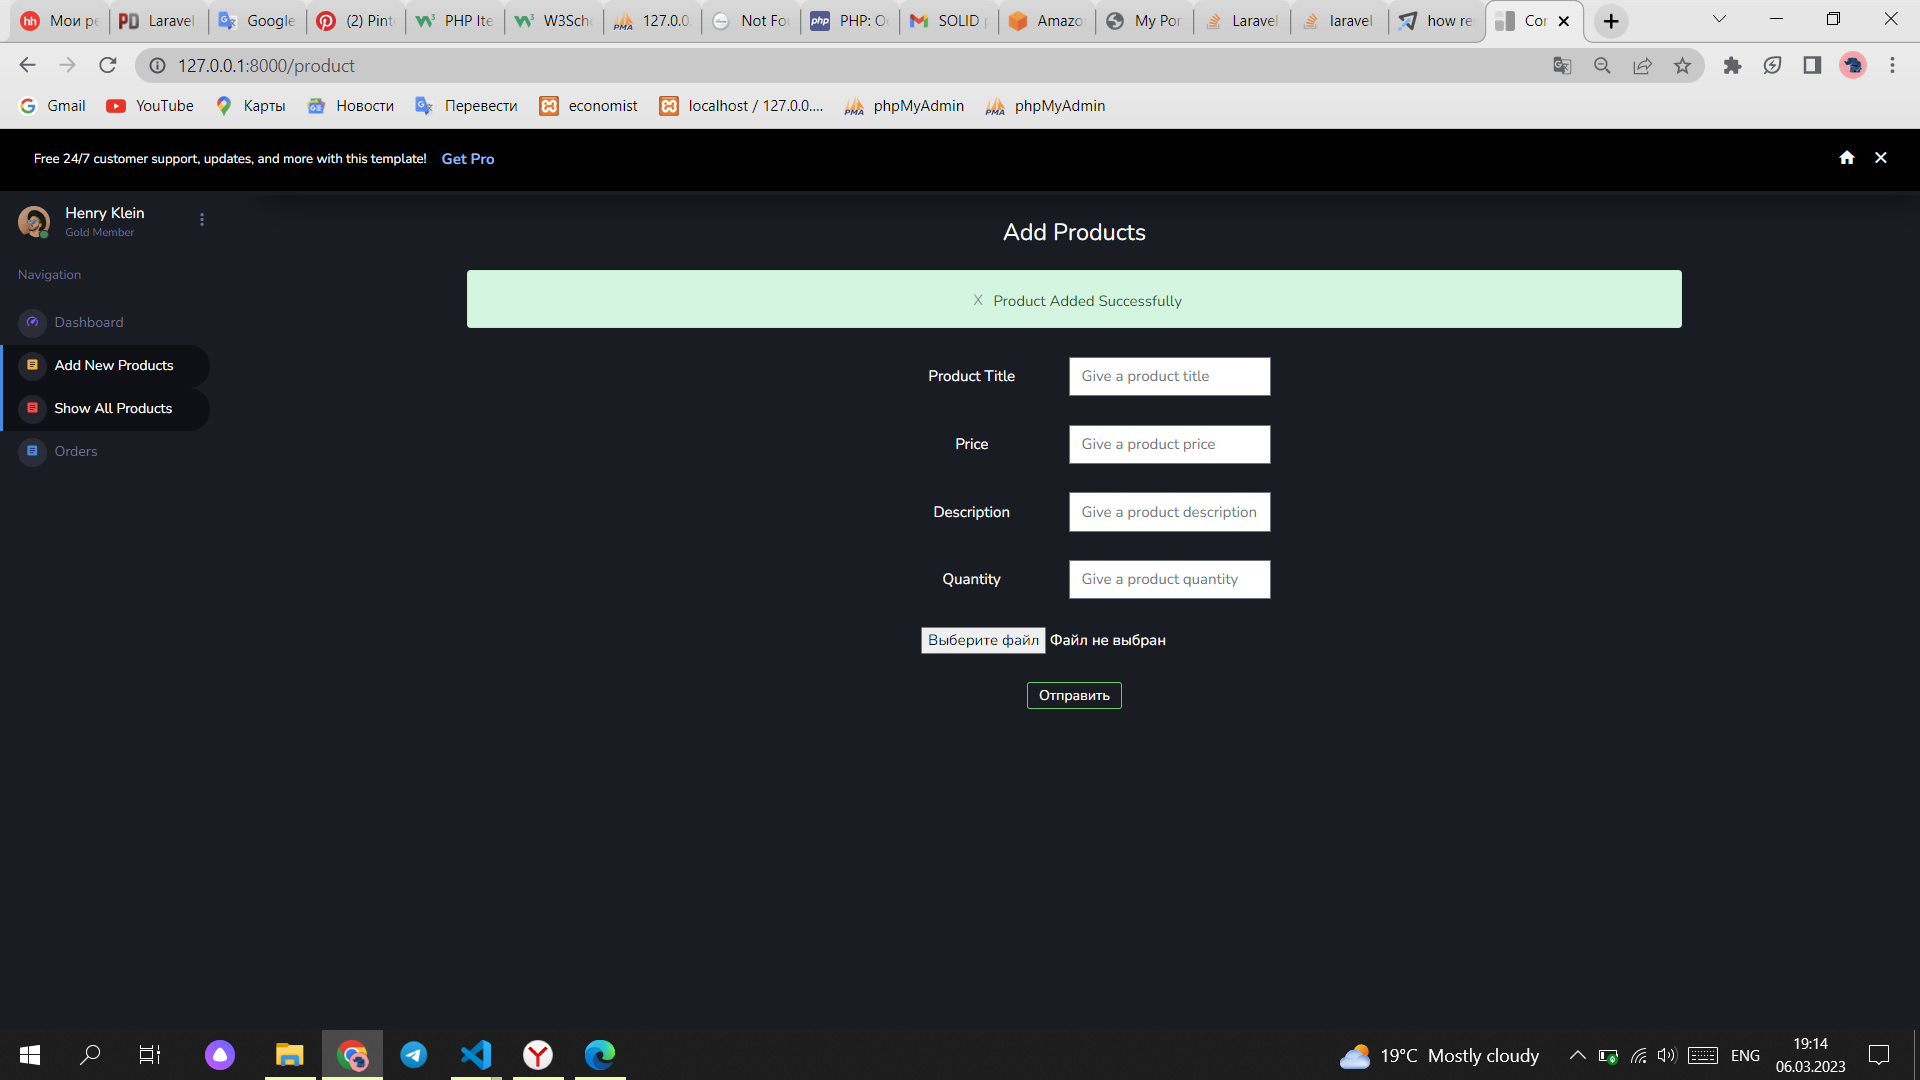 Мои ре
Laravel
Google
(2) Pint
PHP Ite
W3Sch
127.0.0
Not Fou
PHP: Oo
SOLID p
Amazo
My Por
Laravel
laravel
how re
Cor
127.0.0.1:8000/product
Gmail
YouTube
Карты
Новости
Перевести
economist
localhost / 127.0.0....
phpMyAdmin
phpMyAdmin
Free 24/7 customer support, updates, and more with this template! Get Pro
Henry Klein
Gold Member
Navigation
Dashboard
Add New Products
Show All Products
Orders
Add Products
X Product Added Successfully
Product Title
Give a product title
Price
Give a product price
Description
Give a product description
Quantity
Give a product quantity
Выберите файл Файл не выбран
Отправить
19°C Mostly cloudy
ENG
19:14
06.03.2023